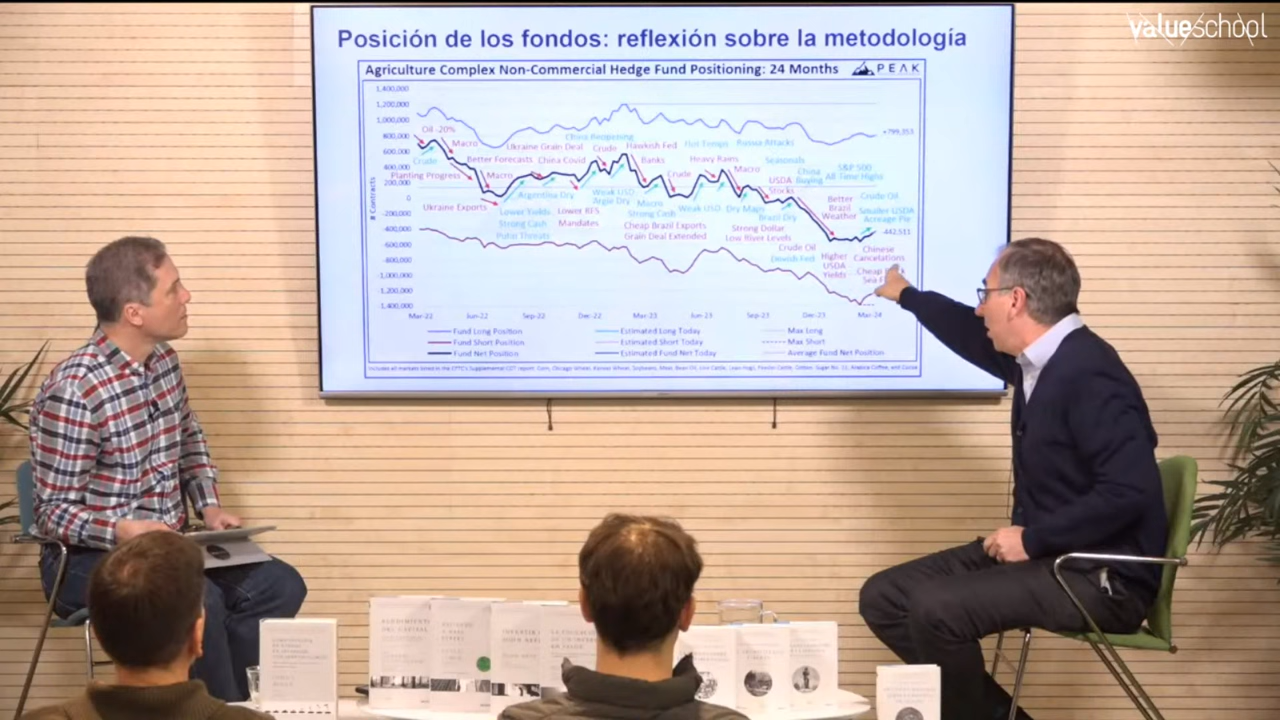 valueschool
Posición de los fondos: reflexión sobre la metodología
Agriculture Complex Non-Commercial Hedge Fund Positioning: 24 Months
PEAK
1,400,000
1,200,000
1,000,000
800,000
600,000
400,000
200,000
0
-200,000
-400,000
-600,000
-800,000
-1,000,000
-1,200,000
-1,400,000
# Contracts
Oil -20%
Crude
Planting Progress
Macro
Better Forecasts
Macro
Ukraine Exports
Ukraine Grain Deal
China Covid
Lower Yields
Strong Cash
Putin Threats
Argentina Dry
Lower RFS
Mandates
China Reopening
Crude
Weak USD
Argie Dry
Hawkish Fed
Banks
Macro
Strong Cash
Cheap Brazil Exports
Grain Deal Extended
Crude
Hot Temps
Heavy Rains
Weak USD
Russia Attacks
Macro
Dry Maps
Strong Dollar
Low River Levels
Seasonals
USDA
Stocks
Brazil Dry
Crude Oil
Dovish Fed
China
Buying
S&P 500
All Time Highs
Better
Brazil
Weather
Higher
USDA
Yields
Crude Oil
Smaller USDA
Acreage Pie
Chinese
Cancelations
Cheap
Sea
+799,353
-442,511
Mar-22 Jun-22 Sep-22 Dec-22 Mar-23 Jun-23 Sep-23 Dec-23 Mar-24
Fund Long Position Estimated Long Today Max Long
Fund Short Position Estimated Short Today Max Short
Fund Net Position Estimated Fund Net Today Average Fund Net Position